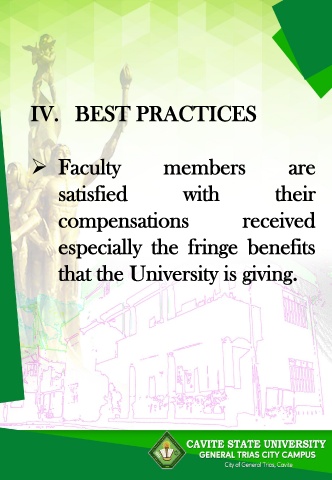 IV. BEST PRACTICES
➢ Faculty members are
satisfied with their
compensations received
especially the fringe benefits
that the University is giving.
CAVITE STATE UNIVERSITY
GENERAL TRIAS CITY CAMPUS
City of General Trias, Cavite